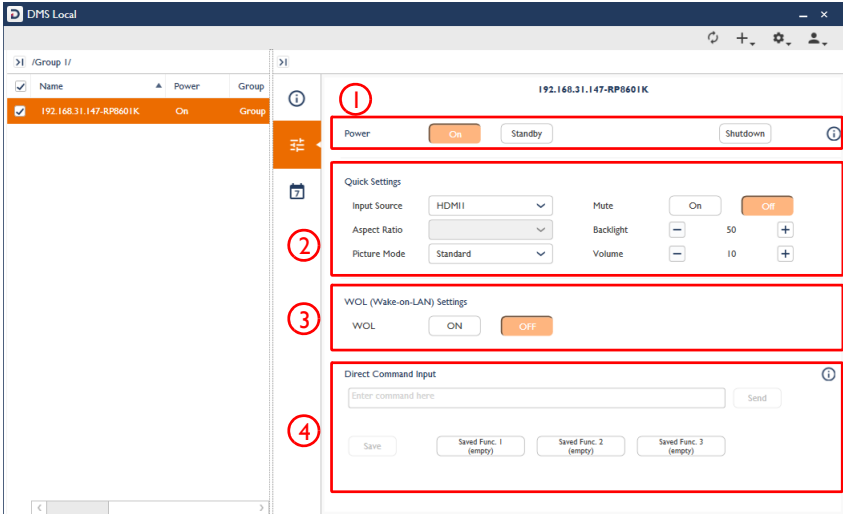 DMS Local
/Group 1/
Name Power Group
192.168.31.147-RP8601K On Group
7
192.168.31.147-RP8601K
1
Power On Standby Shutdown
2
Quick Settings
Input Source HDMI1 Mute On Off
Aspect Ratio Backlight 50
Picture Mode Standard Volume 10
3
WOL (Wake-on-LAN) Settings
WOL ON OFF
4
Direct Command Input
Enter command here Send
Save Saved Func. 1 (empty) Saved Func. 2 (empty) Saved Func. 3 (empty)